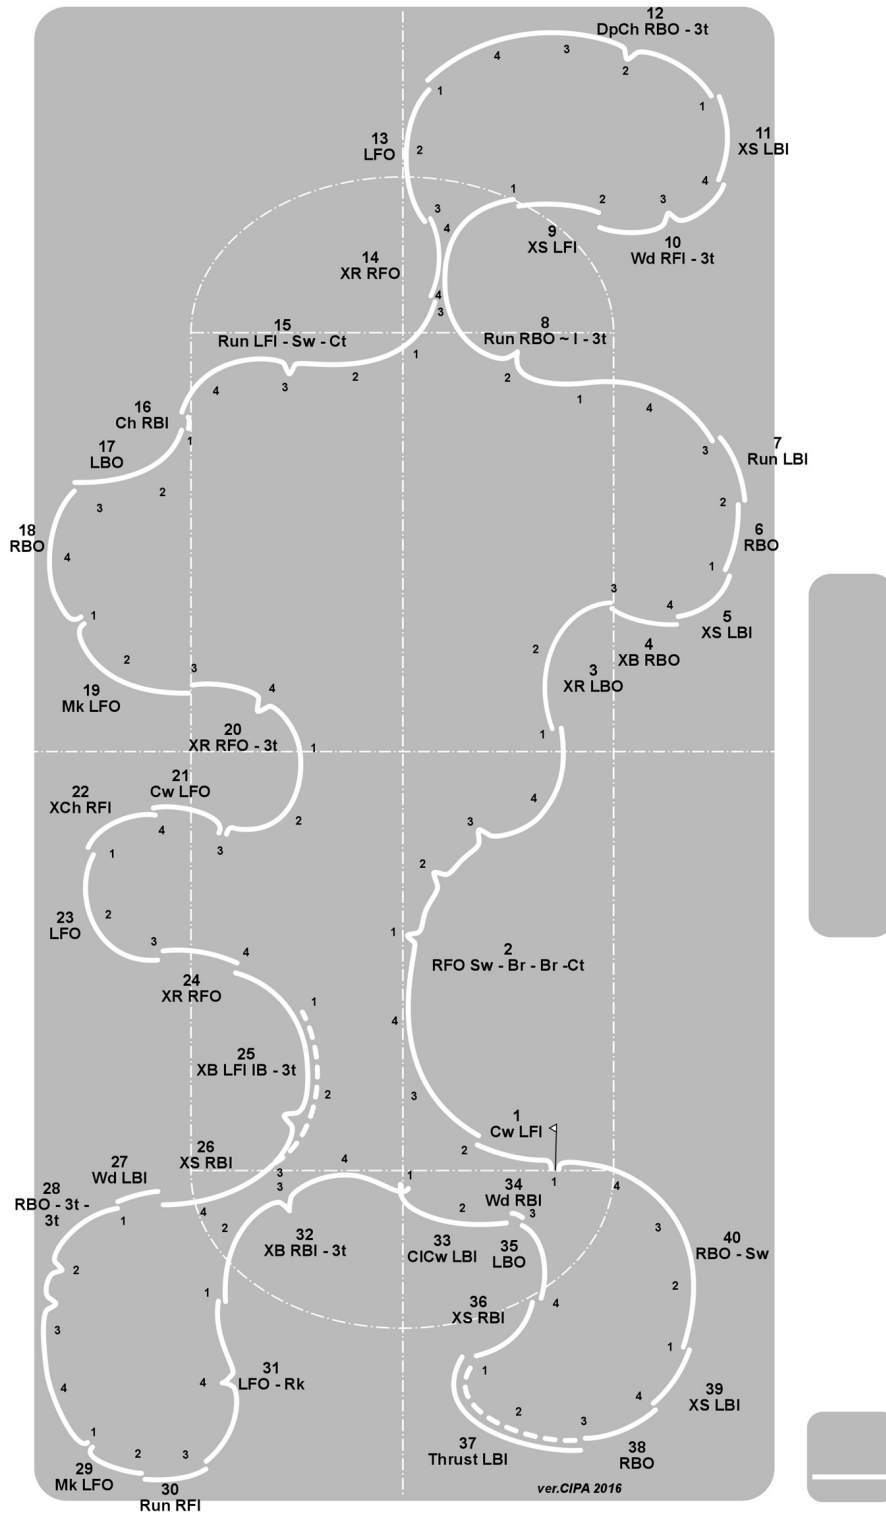 12
DpCh RBO - 3t
4
3
2
1
1
13
LFO
2
11
XS LBI
4
1
2
3
3
4
9
XS LFI
10
Wd RFI - 3t
14
XR RFO
4
3
15
Run LFI - Sw - Ct
8
Run RBO ~ I - 3t
1
4
3
2
2
1
4
16
Ch RBI
1
3
7
Run LBI
17
LBO
2
3
2
18
RBO
4
6
RBO
1
1
3
4
5
XS LBI
2
4
XB RBO
2
3
4
3
XR LBO
19
Mk LFO
20
XR RFO - 3t
1
1
22
XCh RFI
21
Cw LFO
4
4
3
2
3
1
2
2
23
LFO
3
4
1
2
RFO Sw - Br - Br -Ct
24
XR RFO
1
4
25
XB LFI IB - 3t
2
3
1
Cw LFI
2
26
XS RBI
27
Wd LBI
4
3
3
1
1
4
28
RBO - 3t -
3t
1
4
2
34
Wd RBI
2
3
3
32
XB RBI - 3t
33
ClCw LBI
35
LBO
40
RBO - Sw
2
2
1
4
36
XS RBI
3
1
31
LFO - Rk
4
1
4
4
39
XS LBI
2
3
1
2
3
37
Thrust LBI
38
RBO
29
Mk LFO
30
Run RFI
ver.CIPA 2016